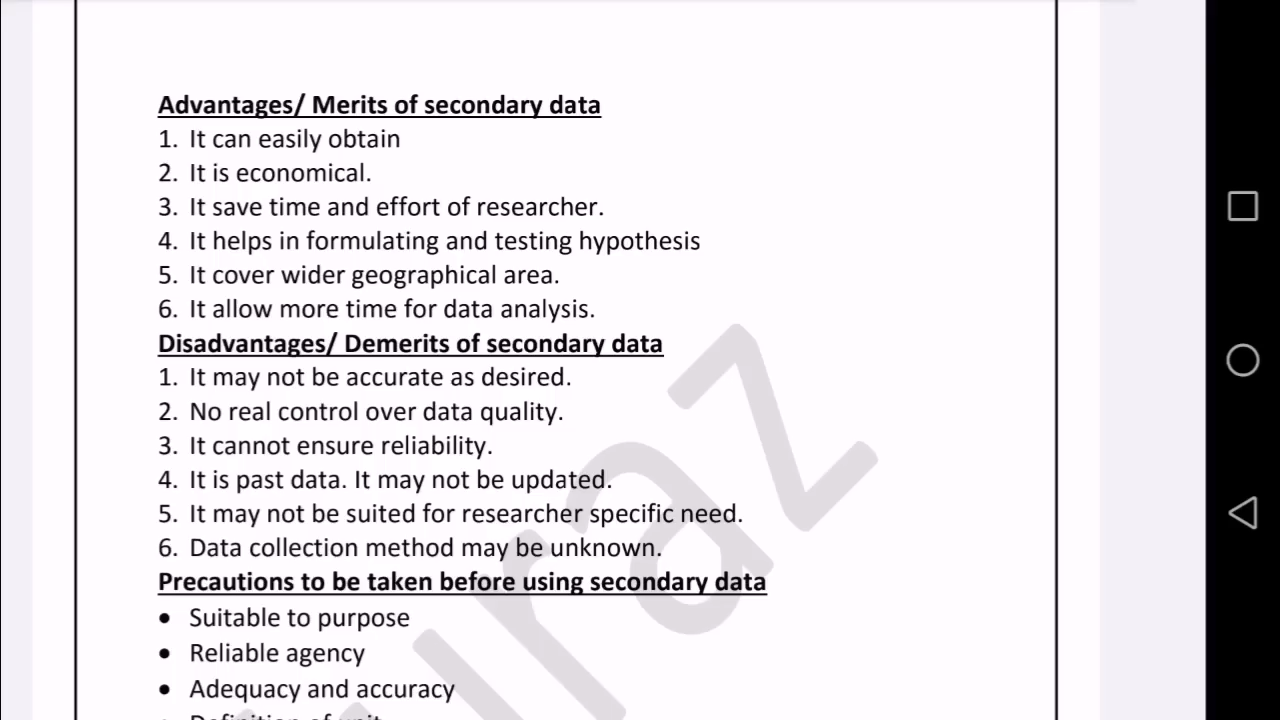 Advantages/ Merits of secondary data
1. It can easily obtain
2. It is economical.
3. It save time and effort of researcher.
4. It helps in formulating and testing hypothesis
5. It cover wider geographical area.
6. It allow more time for data analysis.
Disadvantages/ Demerits of secondary data
1. It may not be accurate as desired.
2. No real control over data quality.
3. It cannot ensure reliability.
4. It is past data. It may not be updated.
5. It may not be suited for researcher specific need.
6. Data collection method may be unknown.
Precautions to be taken before using secondary data
• Suitable to purpose
• Reliable agency
• Adequacy and accuracy
• Definition of unit